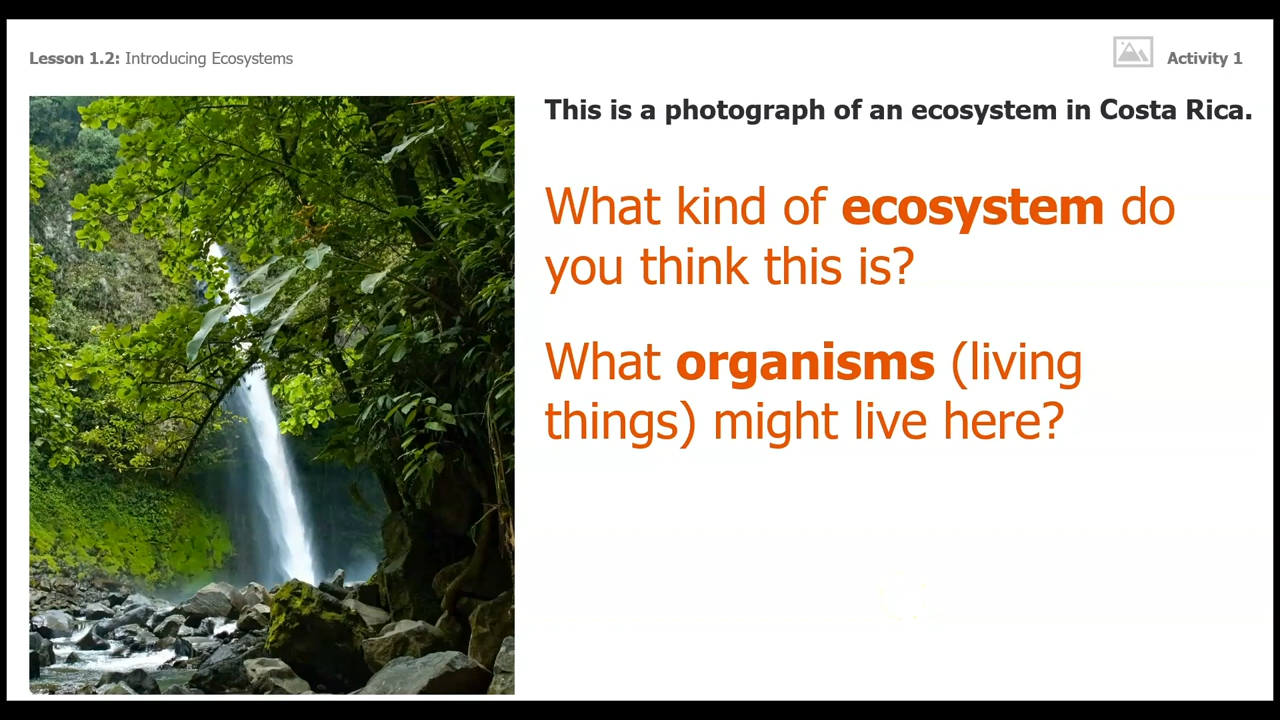 Lesson 1.2: Introducing Ecosystems
Activity 1
This is a photograph of an ecosystem in Costa Rica.
What kind of ecosystem do
you think this is?
What organisms (living
things) might live here?